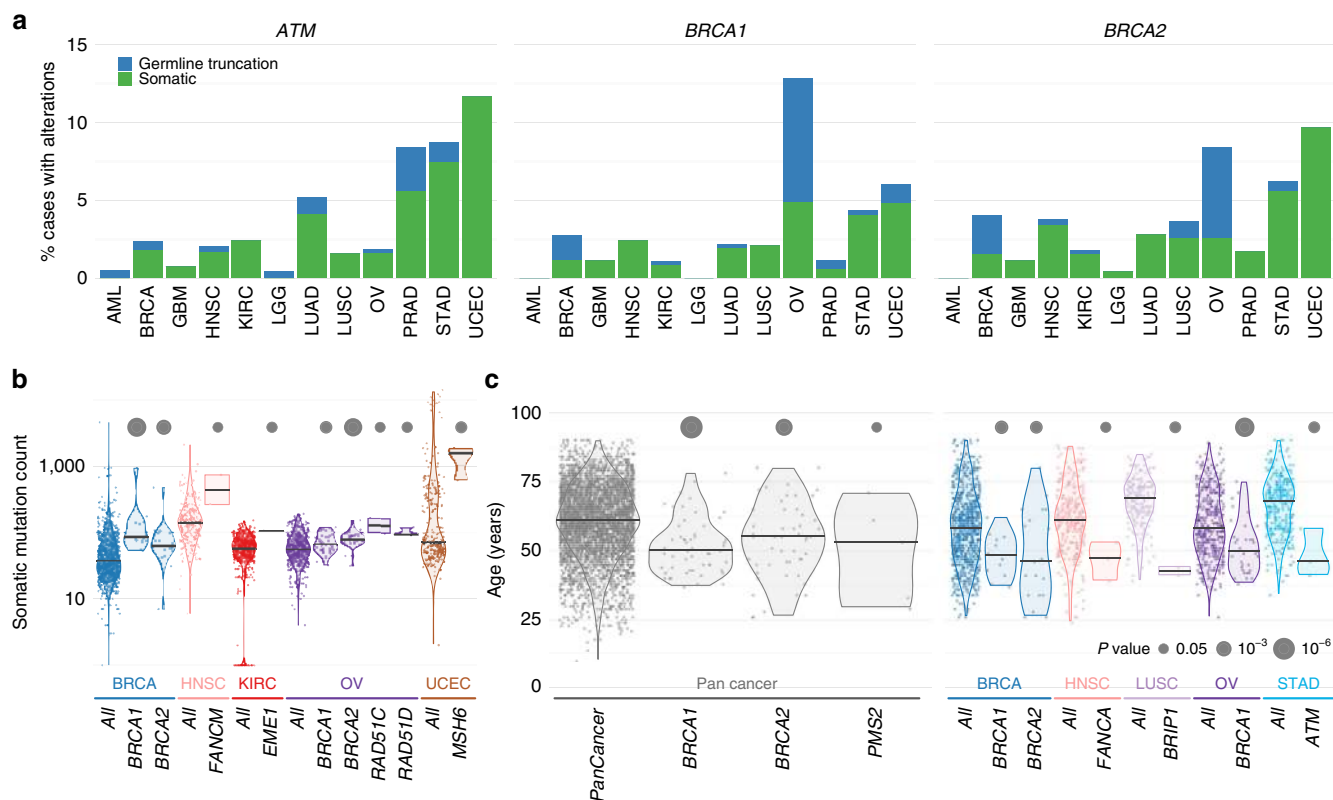 a
ATM
BRCA1
BRCA2
% cases with alterations
15
10
5
0
Germline truncation
Somatic
AML BRCA GBM HNSC KIRC LGG LUAD LUSC OV PRAD STAD UCEC
AML BRCA GBM HNSC KIRC LGG LUAD LUSC OV PRAD STAD UCEC
AML BRCA GBM HNSC KIRC LGG LUAD LUSC OV PRAD STAD UCEC
b
Somatic mutation count
1,000
10
BRCA HNSC KIRC OV UCEC
All BRCA1 BRCA2 All FANCM All EME1 All BRCA1 BRCA2 RAD51C RAD51D All MSH6
c
Age (years)
100
75
50
25
0
Pan cancer
PanCancer BRCA1 BRCA2 PMS2
P value 0.05 10⁻³ 10⁻⁶
BRCA HNSC LUSC OV STAD
All BRCA1 BRCA2 All FANCA All BRIP1 All BRCA1 All ATM